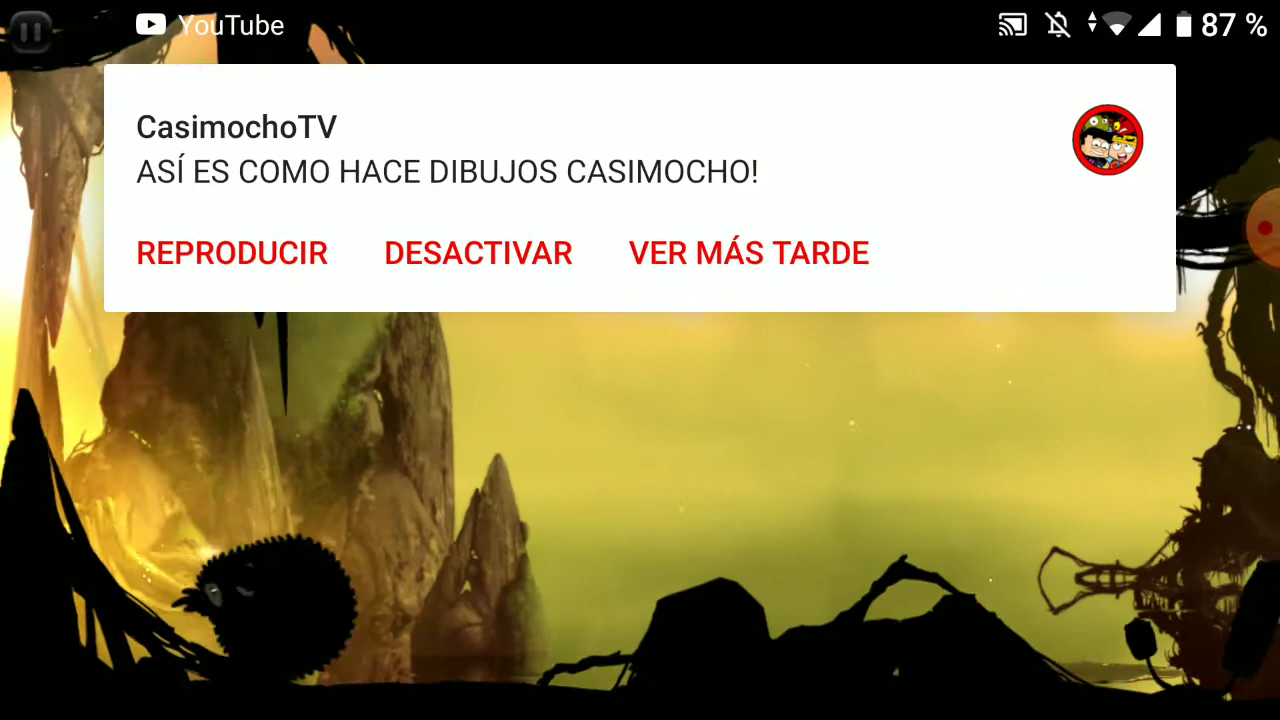 YouTube
87 %
CasimochoTV
ASÍ ES COMO HACE DIBUJOS CASIMOCHO!
REPRODUCIR DESACTIVAR VER MÁS TARDE